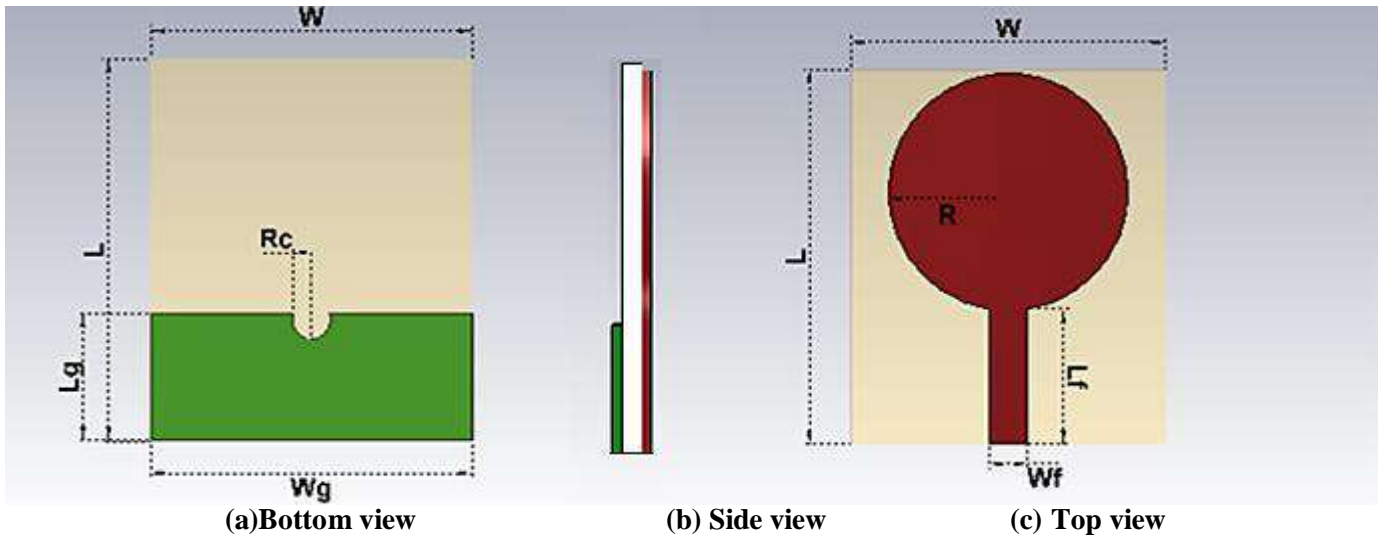 W
L
Rc
Lg
Wg
W
L
R
Lf
Wf
(a)Bottom view
(b) Side view
(c) Top view